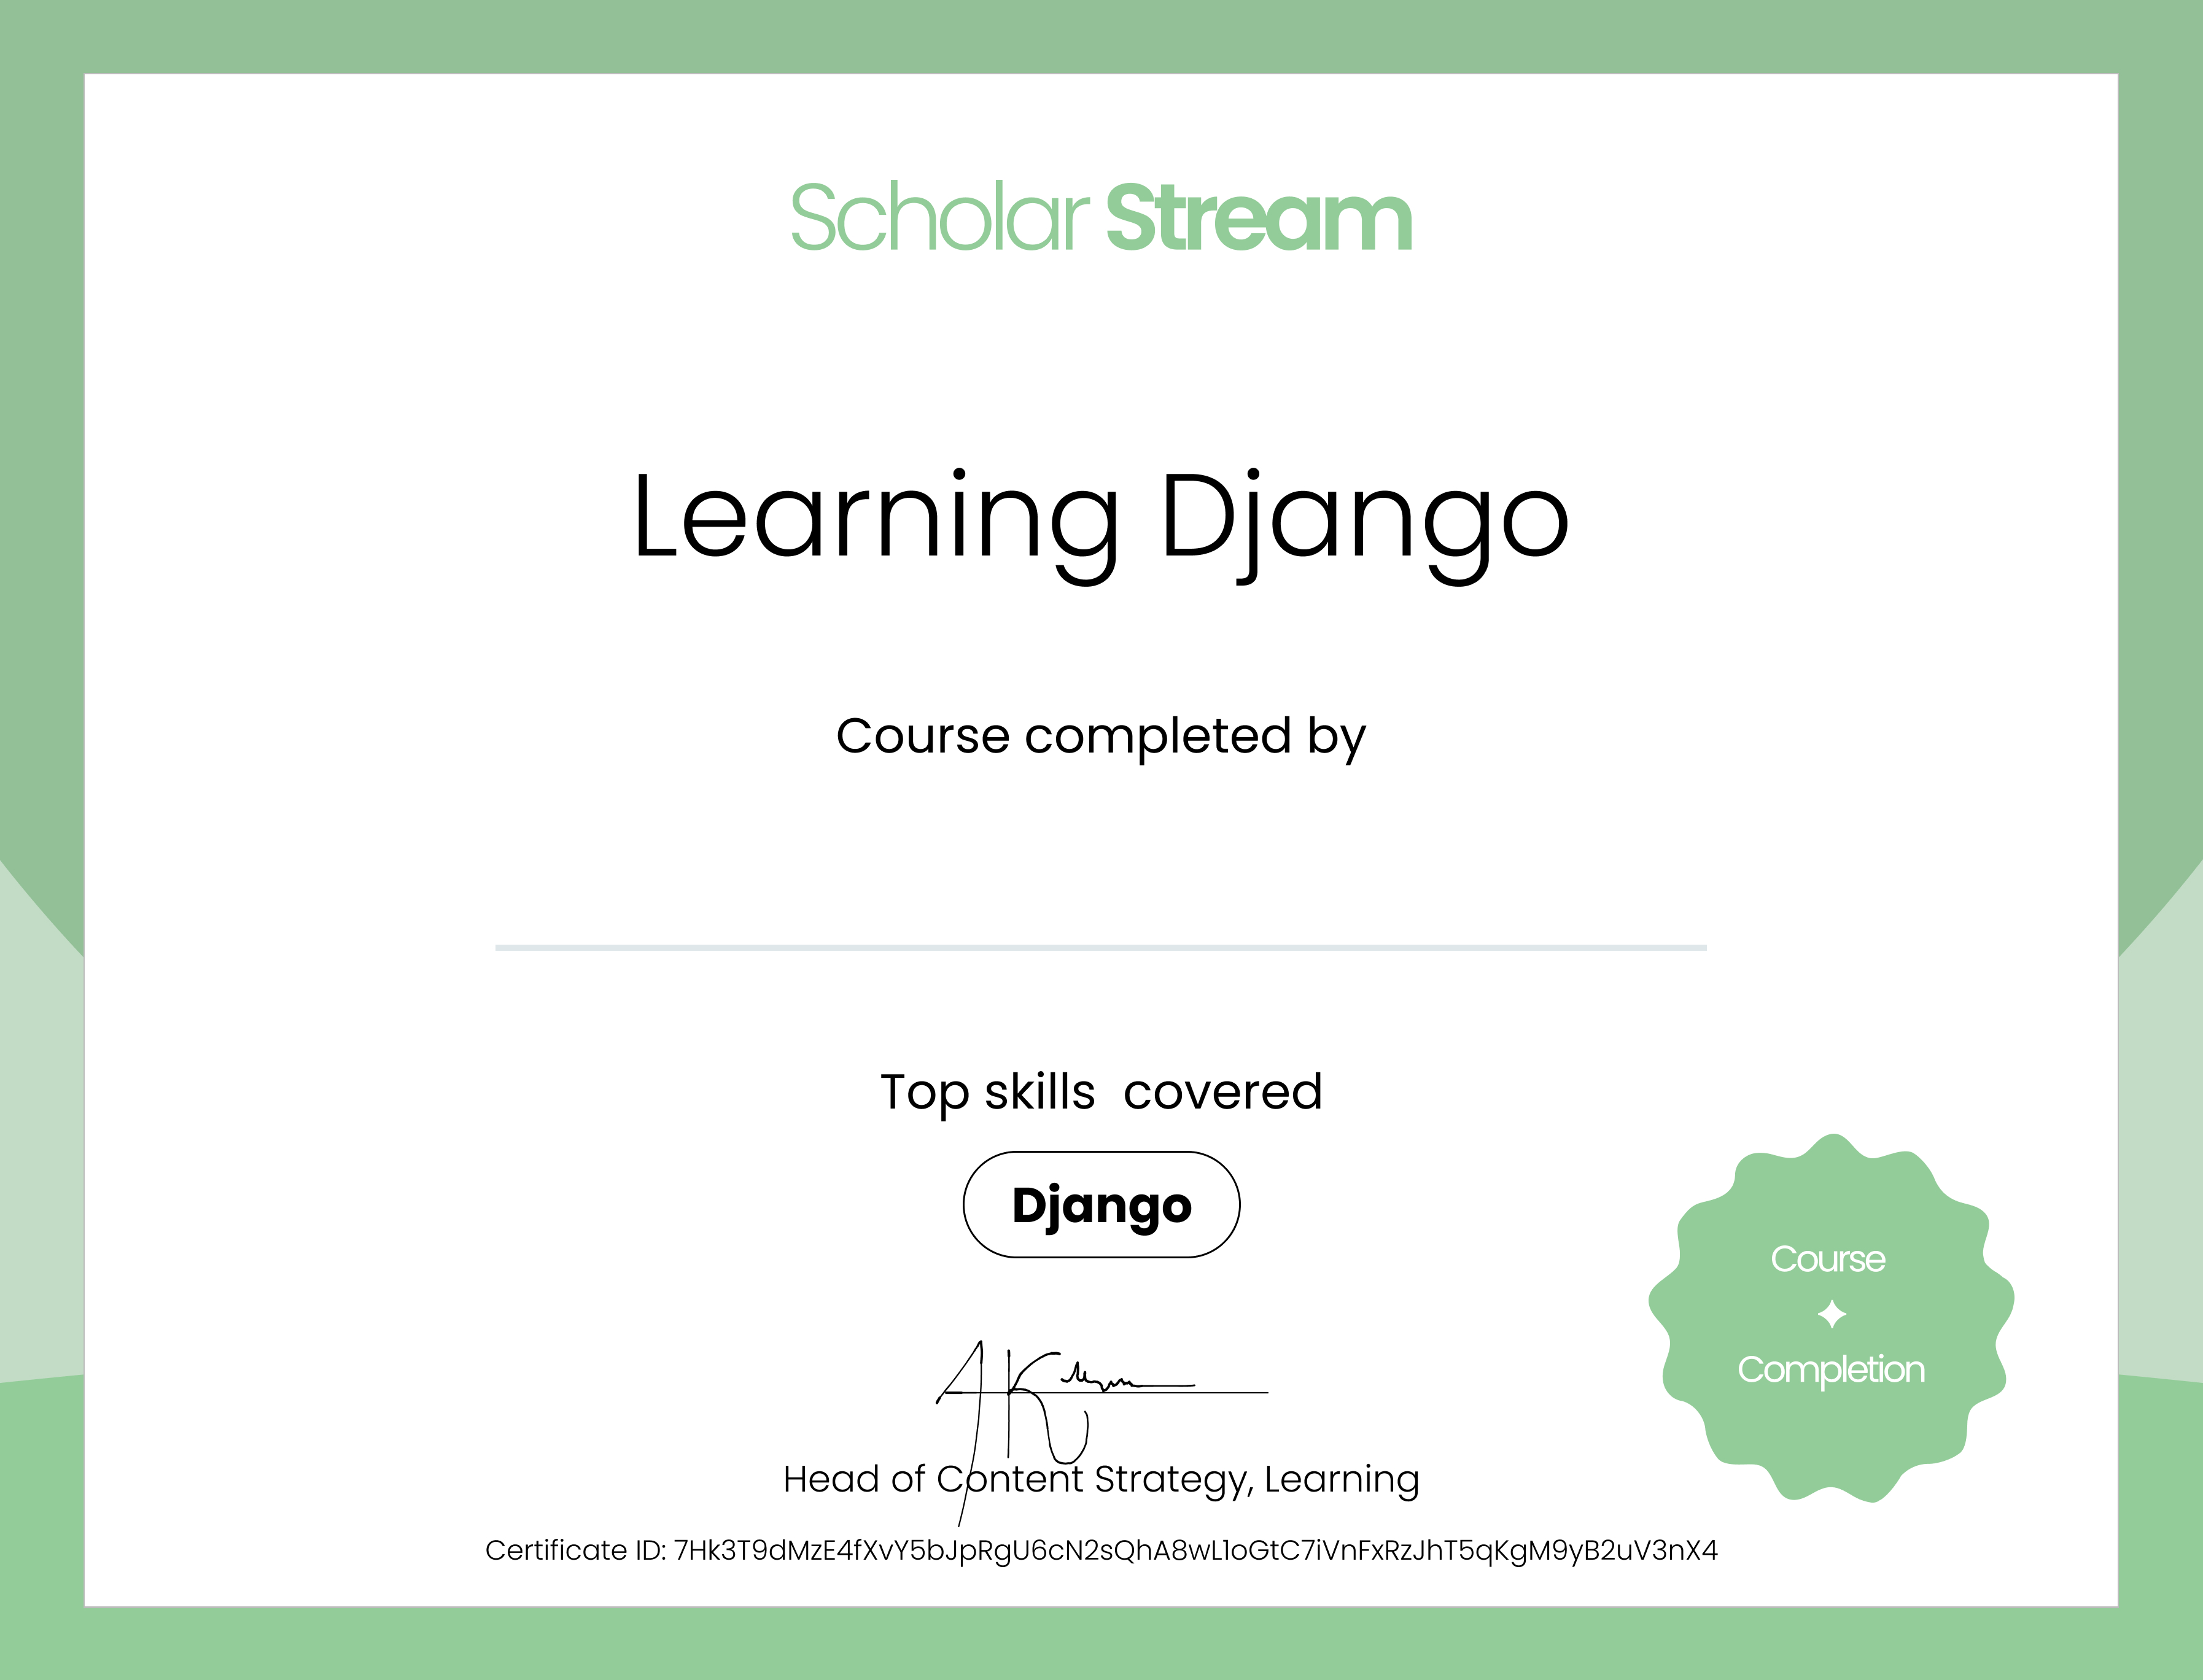 Scholar Stream
Learning Django
Course completed by
Top skills covered
Django
Course
Completion
Head of Content Strategy, Learning
Certificate ID: 7Hk3T9dMzE4fXvY5bJpRgU6cN2sQhA8wL1oGtC7iVnFxRzJhT5qKgM9yB2uV3nX4